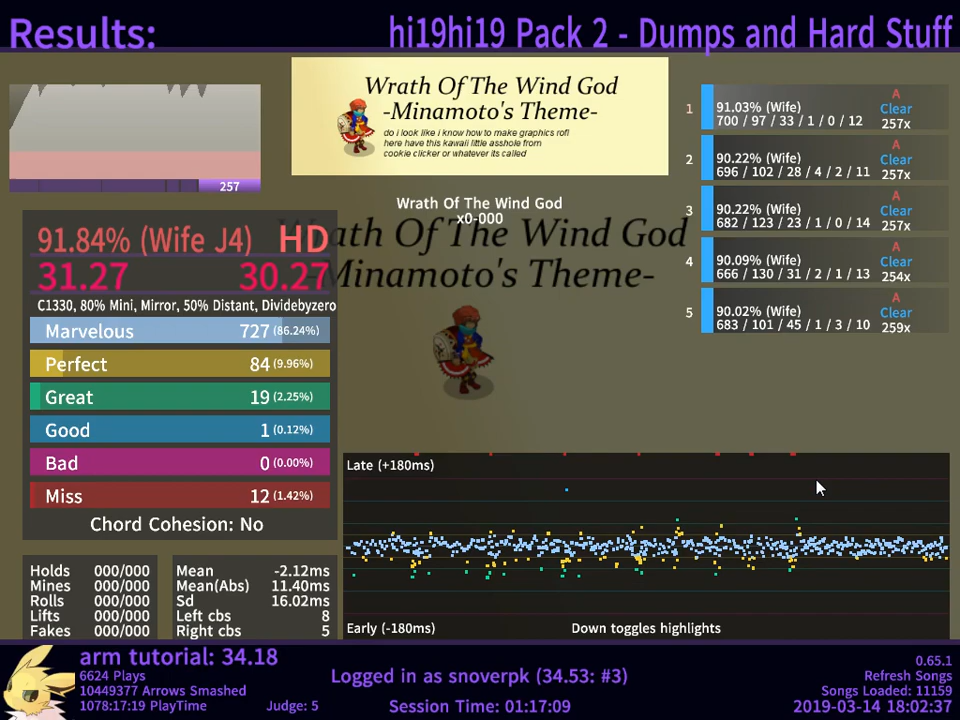 Results:
hi19hi19 Pack 2 - Dumps and Hard Stuff
Wrath Of The Wind God
-Minamoto's Theme-
do i look like i know how to make graphics rofl
here have this kawaii little asshole from
cookie clicker or whatever its called
257
Wrath Of The Wind God
x0-000
ath Of The Wind God
Minamoto's Theme-
91.84% (Wife J4) HD
31.27 30.27
C1330, 80% Mini, Mirror, 50% Distant, Dividebyzero
Marvelous 727 (86.24%)
Perfect 84 (9.96%)
Great 19 (2.25%)
Good 1 (0.12%)
Bad 0 (0.00%)
Miss 12 (1.42%)
Chord Cohesion: No
1 91.03% (Wife) A
700 / 97 / 33 / 1 / 0 / 12 Clear
257x
2 90.22% (Wife) A
696 / 102 / 28 / 4 / 2 / 11 Clear
257x
3 90.22% (Wife) A
682 / 123 / 23 / 1 / 0 / 14 Clear
257x
4 90.09% (Wife) A
666 / 130 / 31 / 2 / 1 / 13 Clear
254x
5 90.02% (Wife) A
683 / 101 / 45 / 1 / 3 / 10 Clear
259x
Late (+180ms)
Early (-180ms)
Down toggles highlights
Holds 000/000
Mines 000/000
Rolls 000/000
Lifts 000/000
Fakes 000/000
Mean -2.12ms
Mean(Abs) 11.40ms
Sd 16.02ms
Left cbs 8
Right cbs 5
arm tutorial: 34.18
6624 Plays
10449377 Arrows Smashed
1078:17:19 PlayTime
Judge: 5
Logged in as snoverpk (34.53: #3)
Session Time: 01:17:09
0.65.1
Refresh Songs
Songs Loaded: 11159
2019-03-14 18:02:37